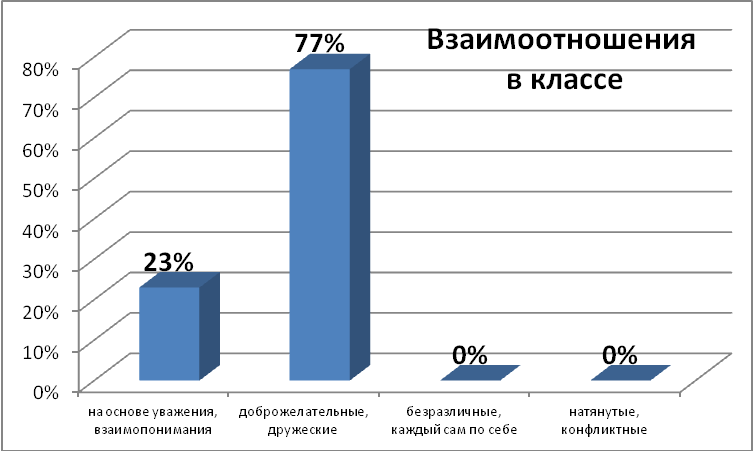 Взаимоотношения
в классе
80%
70%
60%
50%
40%
30%
20%
10%
0%
23%
77%
0%
0%
на основе уважения,
взаимопонимания
доброжелательные,
дружеские
безразличные,
каждый сам по себе
натянутые,
конфликтные